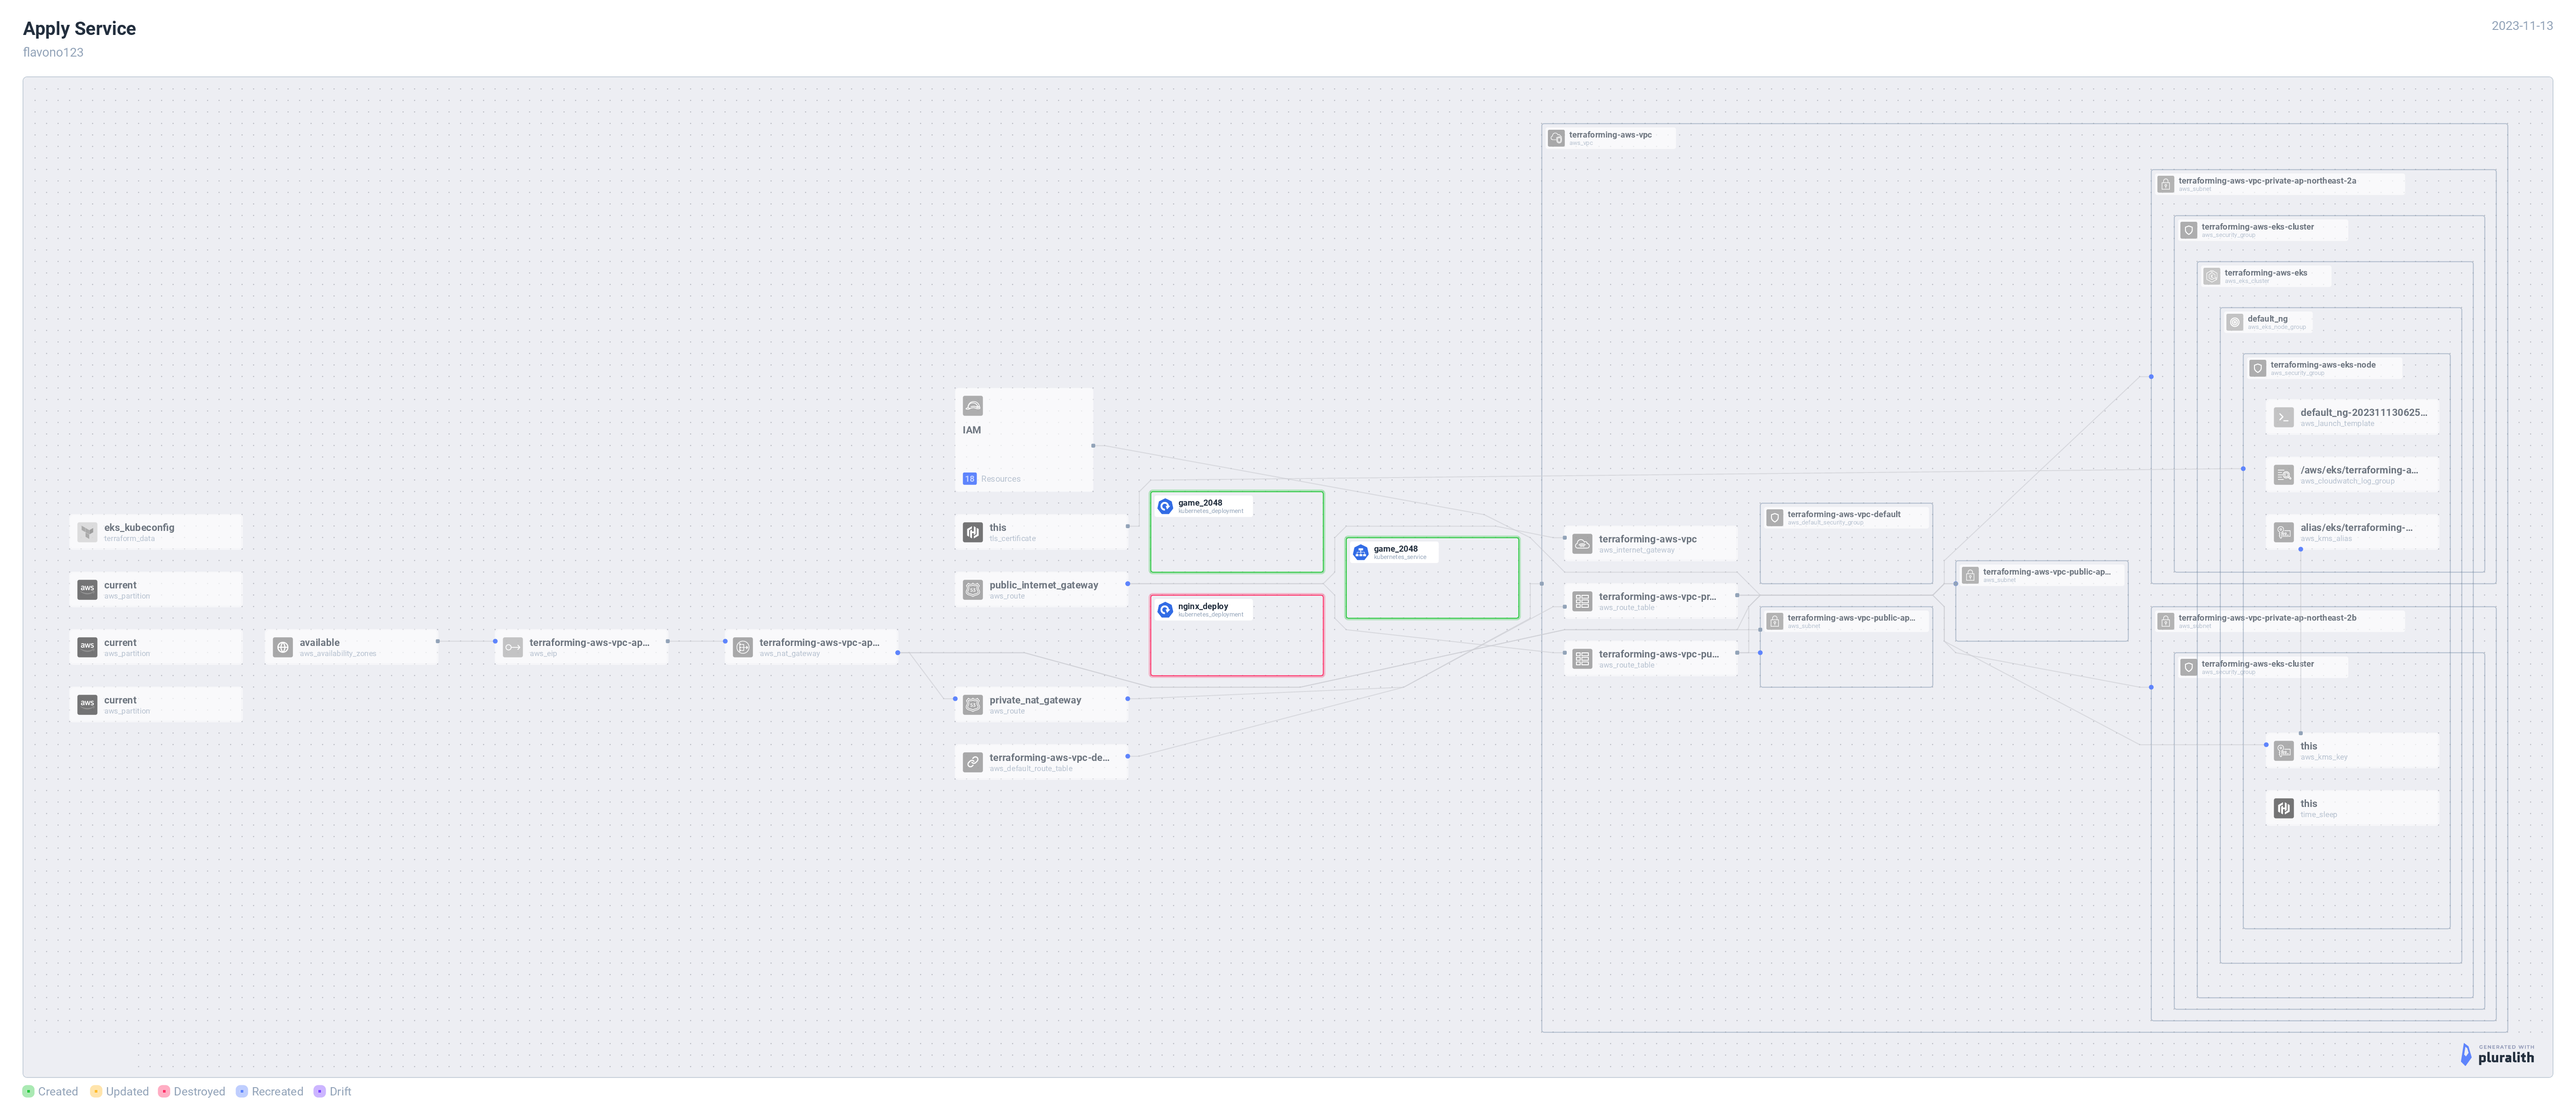 Apply Service
flavono123
2023-11-13
eks_kubeconfig
terraform_data
current
aws_partition
current
aws_partition
current
aws_partition
available
aws_availability_zones
terraforming-aws-vpc-ap...
aws_eip
terraforming-aws-vpc-ap...
aws_nat_gateway
IAM
18 Resources
this
tls_certificate
public_internet_gateway
aws_route
private_nat_gateway
aws_route
terraforming-aws-vpc-de...
aws_default_route_table
game_2048
kubernetes_deployment
nginx_deploy
kubernetes_deployment
game_2048
kubernetes_service
terraforming-aws-vpc
aws_vpc
terraforming-aws-vpc
aws_internet_gateway
terraforming-aws-vpc-pr...
aws_route_table
terraforming-aws-vpc-pu...
aws_route_table
terraforming-aws-vpc-default
aws_default_security_group
terraforming-aws-vpc-public-ap...
aws_subnet
terraforming-aws-vpc-public-ap...
aws_subnet
terraforming-aws-vpc-private-ap-northeast-2a
aws_subnet
terraforming-aws-eks-cluster
aws_security_group
terraforming-aws-eks
aws_eks_cluster
default_ng
aws_eks_node_group
terraforming-aws-eks-node
aws_security_group
default_ng-202311130625...
aws_launch_template
/aws/eks/terraforming-a...
aws_cloudwatch_log_group
alias/eks/terraforming-...
aws_kms_alias
terraforming-aws-vpc-private-ap-northeast-2b
aws_subnet
terraforming-aws-eks-cluster
aws_security_group
this
aws_kms_key
this
time_sleep
GENERATED WITH
pluralith
Created Updated Destroyed Recreated Drift